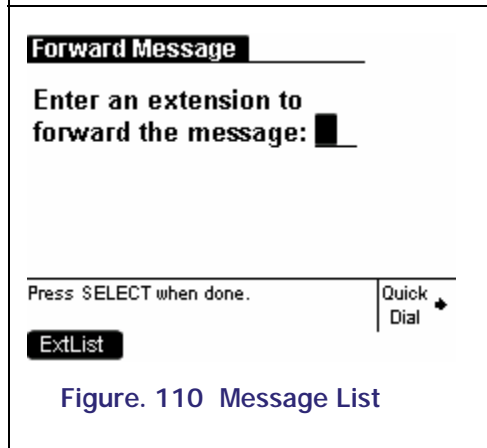 Forward Message
Enter an extension to
forward the message:
Press SELECT when done.
Quick
Dial
ExtList
Figure. 110 Message List